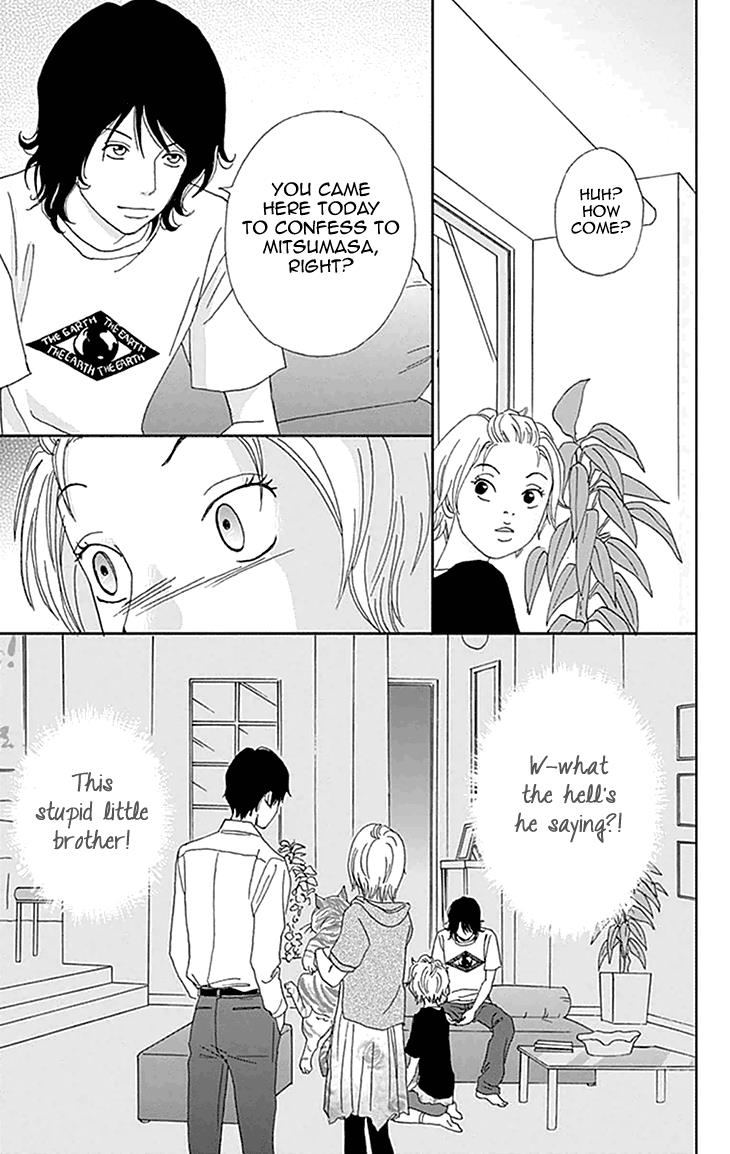 HUH?
HOW
COME?
YOU CAME
HERE TODAY
TO CONFESS TO
MITSUMASA,
RIGHT?
THE EARTH THE EARTH
THE EARTH THE EARTH
W-what
the hell's
he saying?!
This
stupid little
brother!